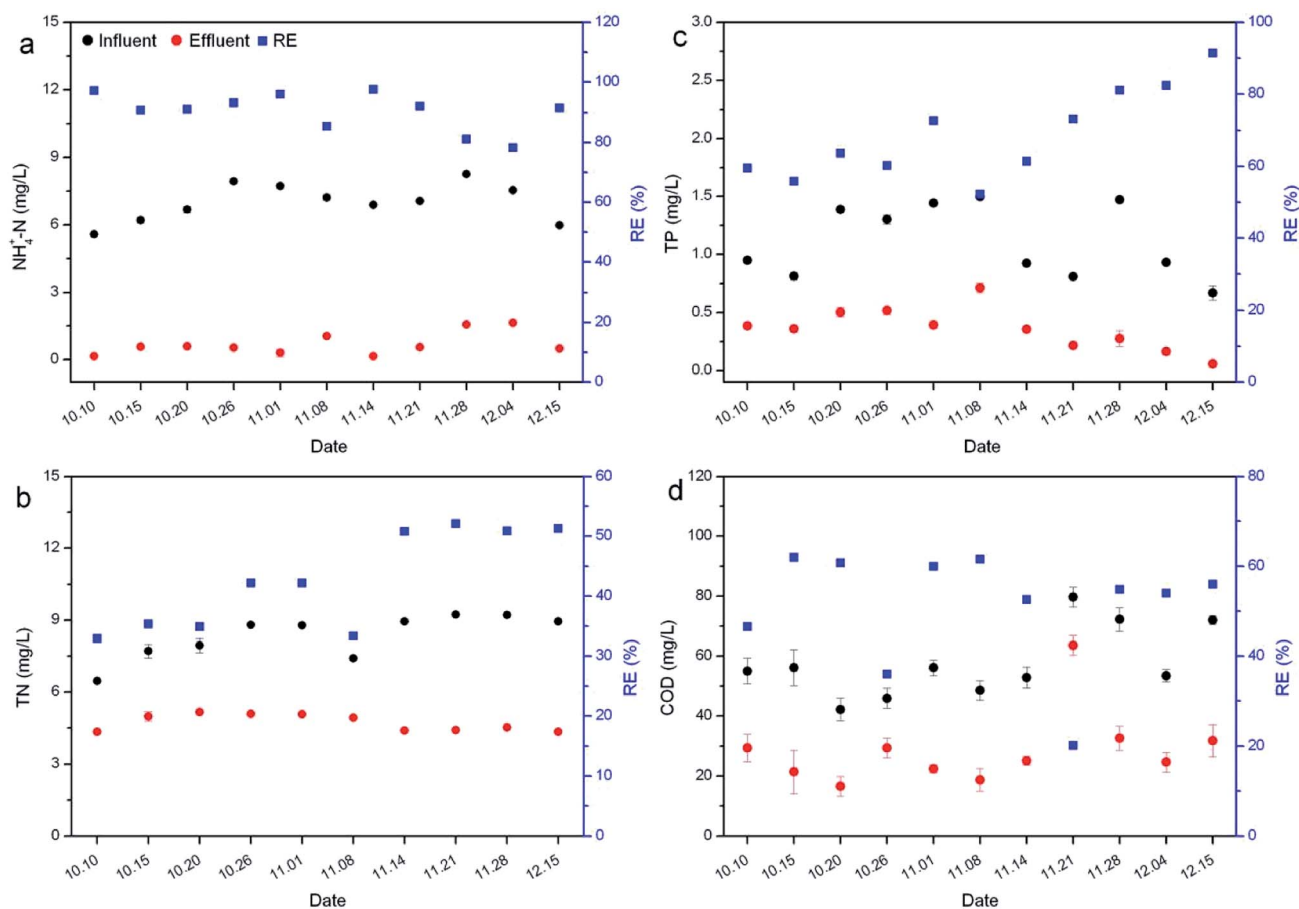 a
Influent Effluent RE
NH₄⁺-N (mg/L)
15
12
9
6
3
0
120
100
80
60
40
20
0
RE (%)
10.10 10.15 10.20 10.26 11.01 11.08 11.14 11.21 11.28 12.04 12.15
Date
c
TP (mg/L)
3.0
2.5
2.0
1.5
1.0
0.5
0.0
100
80
60
40
20
0
RE (%)
10.10 10.15 10.20 10.26 11.01 11.08 11.14 11.21 11.28 12.04 12.15
Date
b
TN (mg/L)
15
12
9
6
3
0
60
50
40
30
20
10
0
RE (%)
10.10 10.15 10.20 10.26 11.01 11.08 11.14 11.21 11.28 12.15
Date
d
COD (mg/L)
120
100
80
60
40
20
0
80
60
40
20
0
RE (%)
10.10 10.15 10.20 10.26 11.01 11.08 11.14 11.21 11.28 12.04 12.15
Date